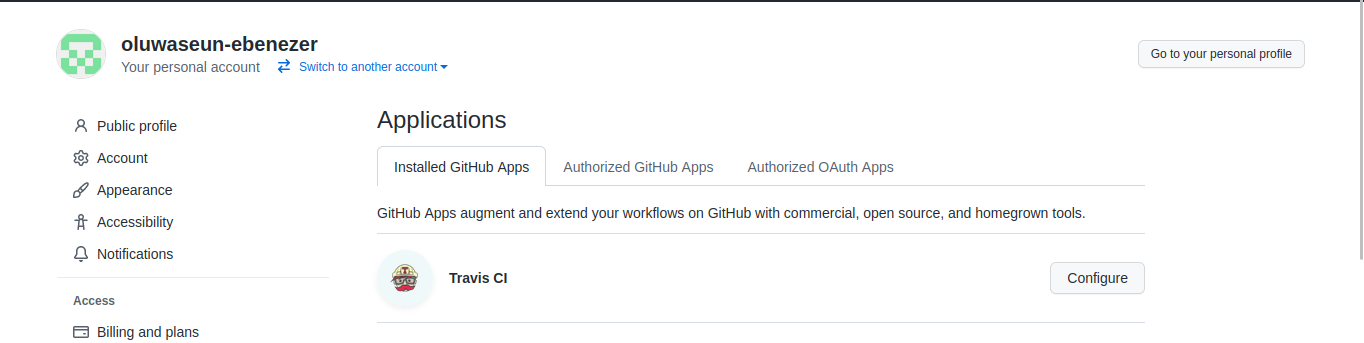 oluwaseun-ebenezer
Your personal account Switch to another account
Go to your personal profile
Public profile
Account
Appearance
Accessibility
Notifications
Access
Billing and plans
Applications
Installed GitHub Apps Authorized GitHub Apps Authorized OAuth Apps
GitHub Apps augment and extend your workflows on GitHub with commercial, open source, and homegrown tools.
Travis CI Configure